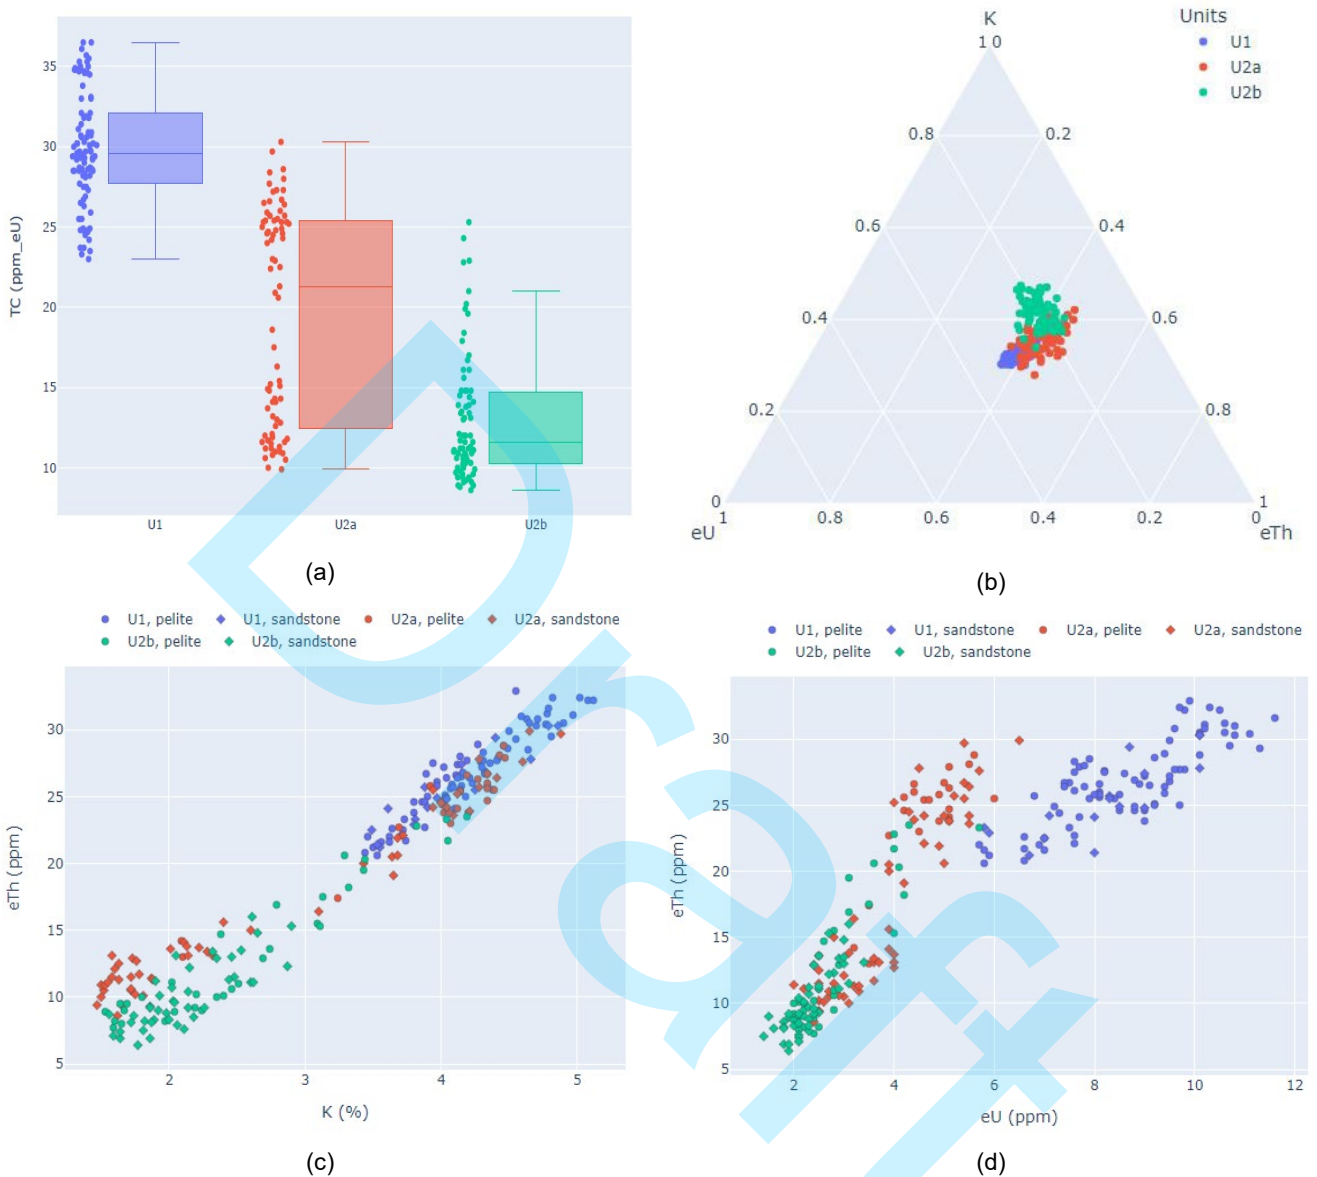 TC (ppm_eU)
35
30
25
20
15
10
U1
U2a
U2b
(a)
K
1 0
Units
U1
U2a
U2b
0.8
0.2
0.6
0.4
0.4
0.6
0.2
0.8
0
1
1
0.8
0.6
0.4
0.2
0
eU
eTh
(b)
U1, pelite
U1, sandstone
U2a, pelite
U2a, sandstone
U2b, pelite
U2b, sandstone
eTh (ppm)
30
25
20
15
10
5
2
3
4
5
K (%)
(c)
U1, pelite
U1, sandstone
U2a, pelite
U2a, sandstone
U2b, pelite
U2b, sandstone
eTh (ppm)
30
25
20
15
10
5
2
4
6
8
10
12
eU (ppm)
(d)
Draft